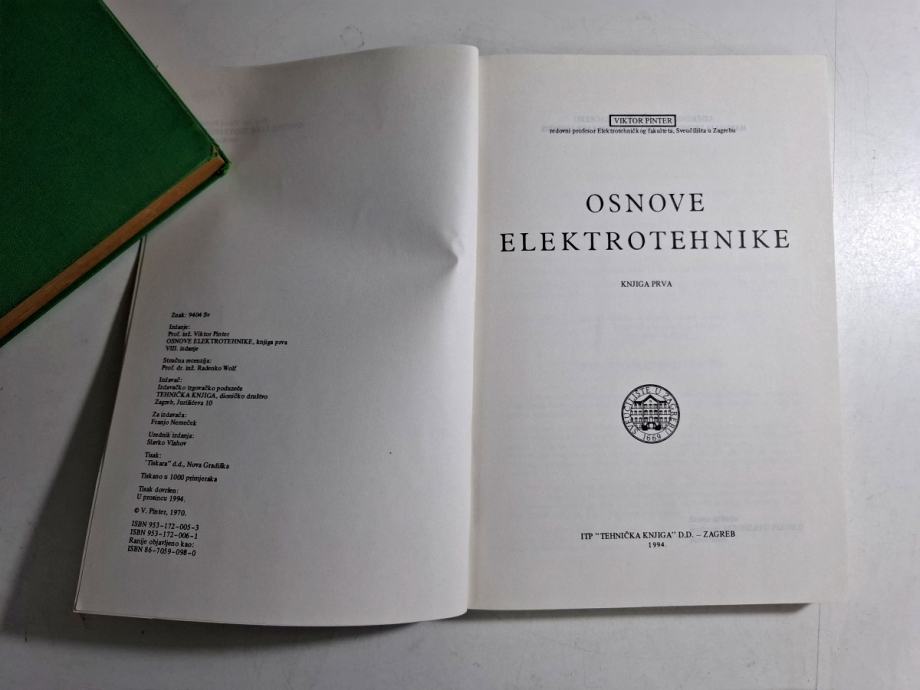 Znak: 9404 Sv
Izdanje:
Prof. inž. Viktor Pinter
OSNOVE ELEKTROTEHNIKE, knjiga prva
VIII. izdanje
Stručna recenzija:
Prof. dr. inž. Radenko Wolf
Izdavač:
Izdavačko trgovačko poduzeće
TEHNIČKA KNJIGA, dioničko društvo
Zagreb, Jurišićeva 10
Za izdavača:
Franjo Nemeček
Urednik izdanja:
Slavko Vlahov
Tisak:
"Tiskara" d.d., Nova Gradiška
Tiskano u 1000 primjeraka
Tisak dovršen:
U prosincu 1994.
© V. Pinter, 1970.
ISBN 953-172-005-3
ISBN 953-172-006-1
Ranije objavljeno kao:
ISBN 86-7059-098-0
VIKTOR PINTER
redovni profesor Elektrotehničkog fakulteta, Sveučilišta u Zagrebu
OSNOVE
ELEKTROTEHNIKE
KNJIGA PRVA
SVEUČILIŠTE U ZAGREBU
1669
ITP "TEHNIČKA KNJIGA" D.D. – ZAGREB
1994.